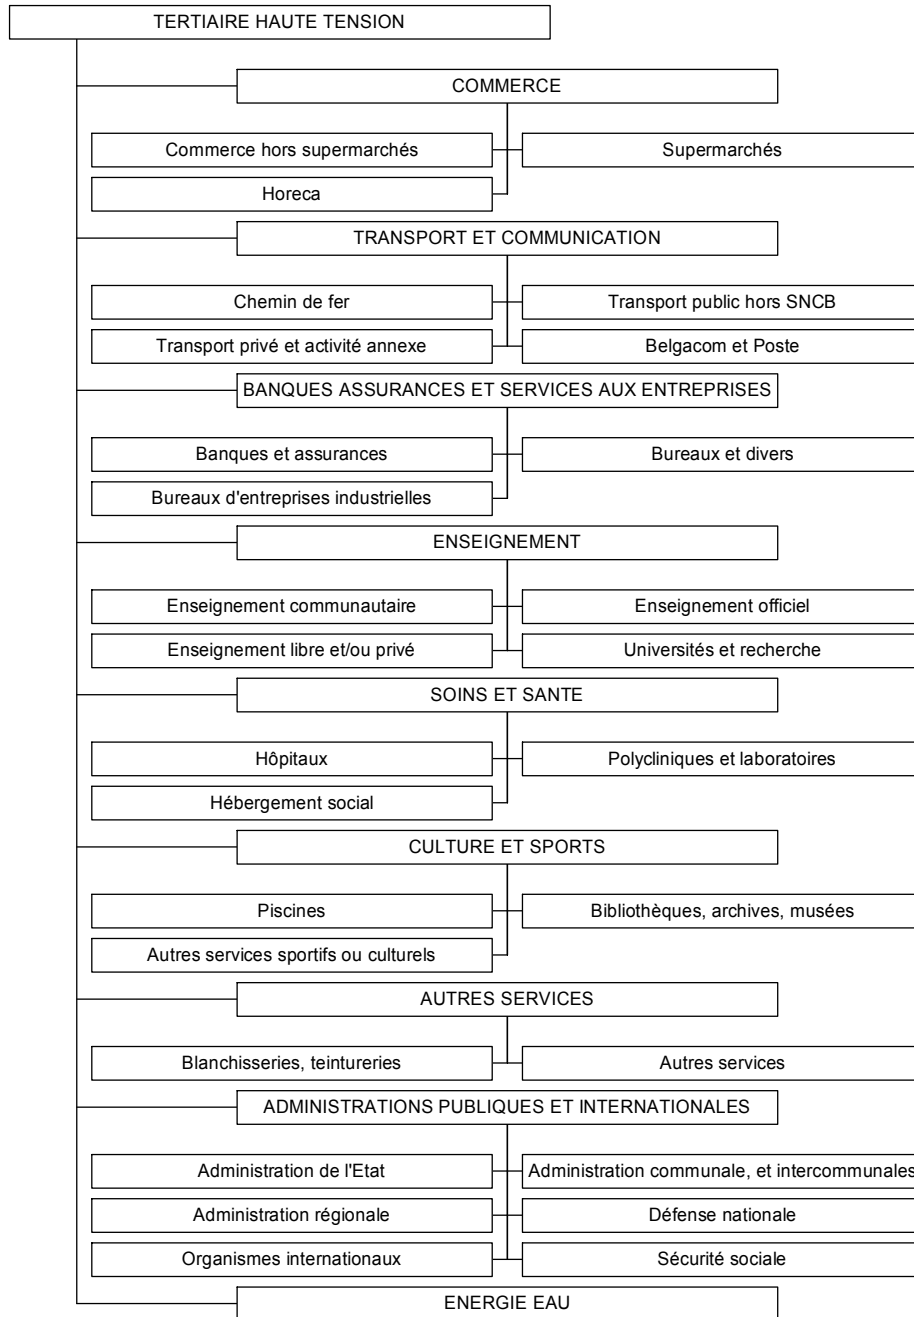 TERTIAIRE HAUTE TENSION
COMMERCE
Commerce hors supermarchés
Supermarchés
Horeca
TRANSPORT ET COMMUNICATION
Chemin de fer
Transport public hors SNCB
Transport privé et activité annexe
Belgacom et Poste
BANQUES ASSURANCES ET SERVICES AUX ENTREPRISES
Banques et assurances
Bureaux et divers
Bureaux d'entreprises industrielles
ENSEIGNEMENT
Enseignement communautaire
Enseignement officiel
Enseignement libre et/ou privé
Universités et recherche
SOINS ET SANTE
Hôpitaux
Polycliniques et laboratoires
Hébergement social
CULTURE ET SPORTS
Piscines
Bibliothèques, archives, musées
Autres services sportifs ou culturels
AUTRES SERVICES
Blanchisseries, teintureries
Autres services
ADMINISTRATIONS PUBLIQUES ET INTERNATIONALES
Administration de l'Etat
Administration communale, et intercommunales
Administration régionale
Défense nationale
Organismes internationaux
Sécurité sociale
ENERGIE EAU